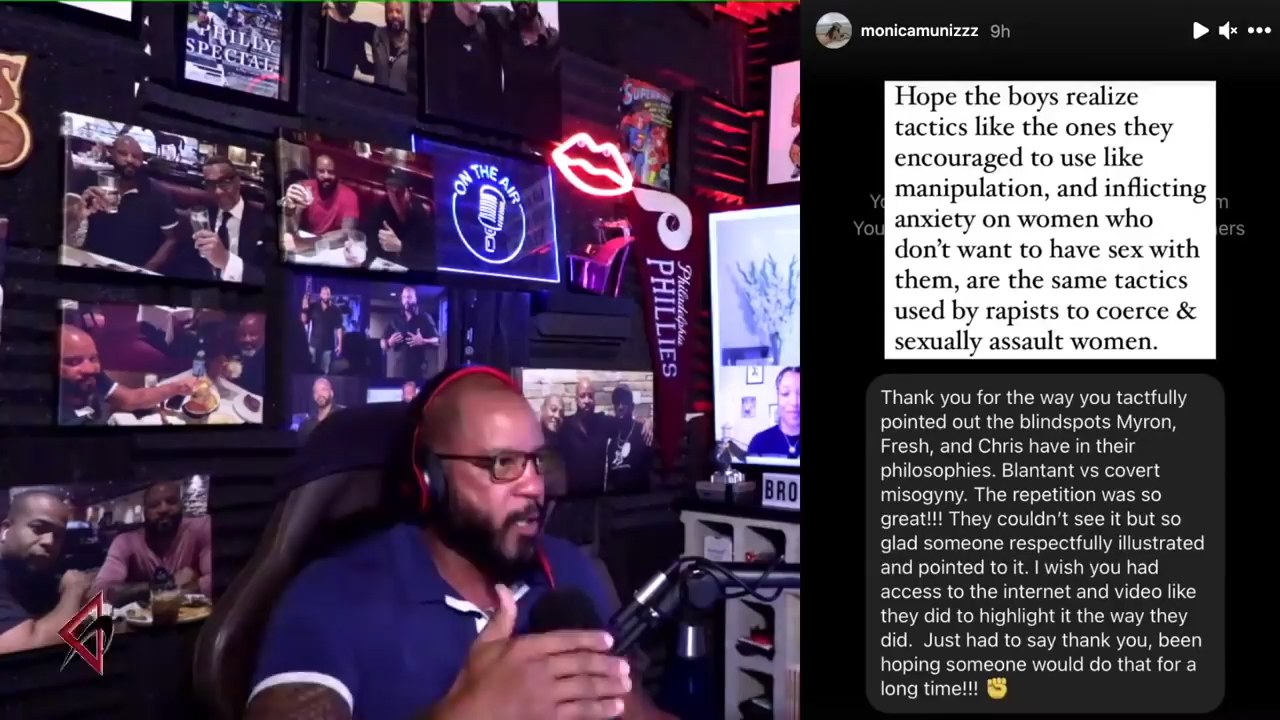 PHILLY
SPECIAL
SUPERMAN
ON THE AIR
Philadelphia
PHILLIES
BRO
monicamunizzz 9h
Hope the boys realize
tactics like the ones they
encouraged to use like
manipulation, and inflicting
anxiety on women who
don't want to have sex with
them, are the same tactics
used by rapists to coerce &
sexually assault women.
Thank you for the way you tactfully
pointed out the blindspots Myron,
Fresh, and Chris have in their
philosophies. Blantant vs covert
misogyny. The repetition was so
great!!! They couldn't see it but so
glad someone respectfully illustrated
and pointed to it. I wish you had
access to the internet and video like
they did to highlight it the way they
did. Just had to say thank you, been
hoping someone would do that for a
long time!!! ✊